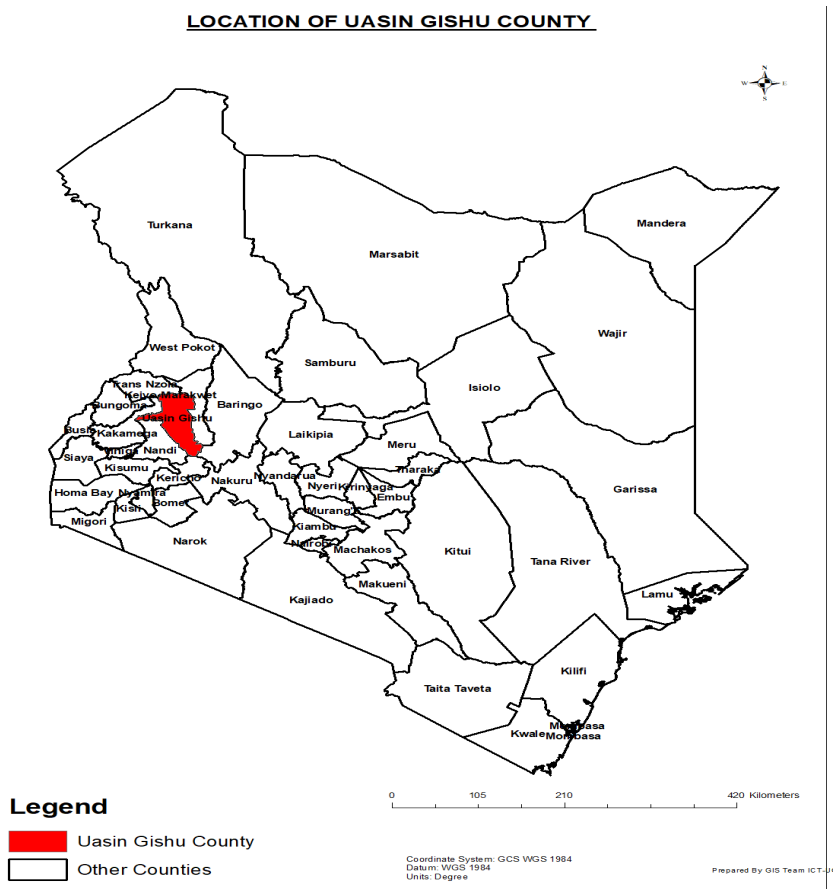 LOCATION OF UASIN GISHU COUNTY
N
W E
S
Mandera
Turkana
Marsabit
Wajir
West Pokot
Samburu
Isiolo
Trans Nzoia
Keiyo-Marakwet
Baringo
Bungoma
Uasin Gishu
Busia
Kakamega
Laikipia
Meru
Nandi
Siaya
Kisumu
Tharaka
Kericho
Nakuru
Nyandarua
Nyeri
Kirinyaga
Garissa
Homa Bay
Nyamira
Embu
Kisii
Bomet
Murang'a
Migori
Kiambu
Narok
Nairobi
Machakos
Kitui
Tana River
Makueni
Lamu
Kajiado
Kilifi
Taita Taveta
Mombasa
Kwale
Mombasa
Legend
Uasin Gishu County
Other Counties
0 105 210 420 Kilometers
Coordinate System: GCS WGS 1984
Datum: WGS 1984
Units: Degree
Prepared By GIS Team ICT-